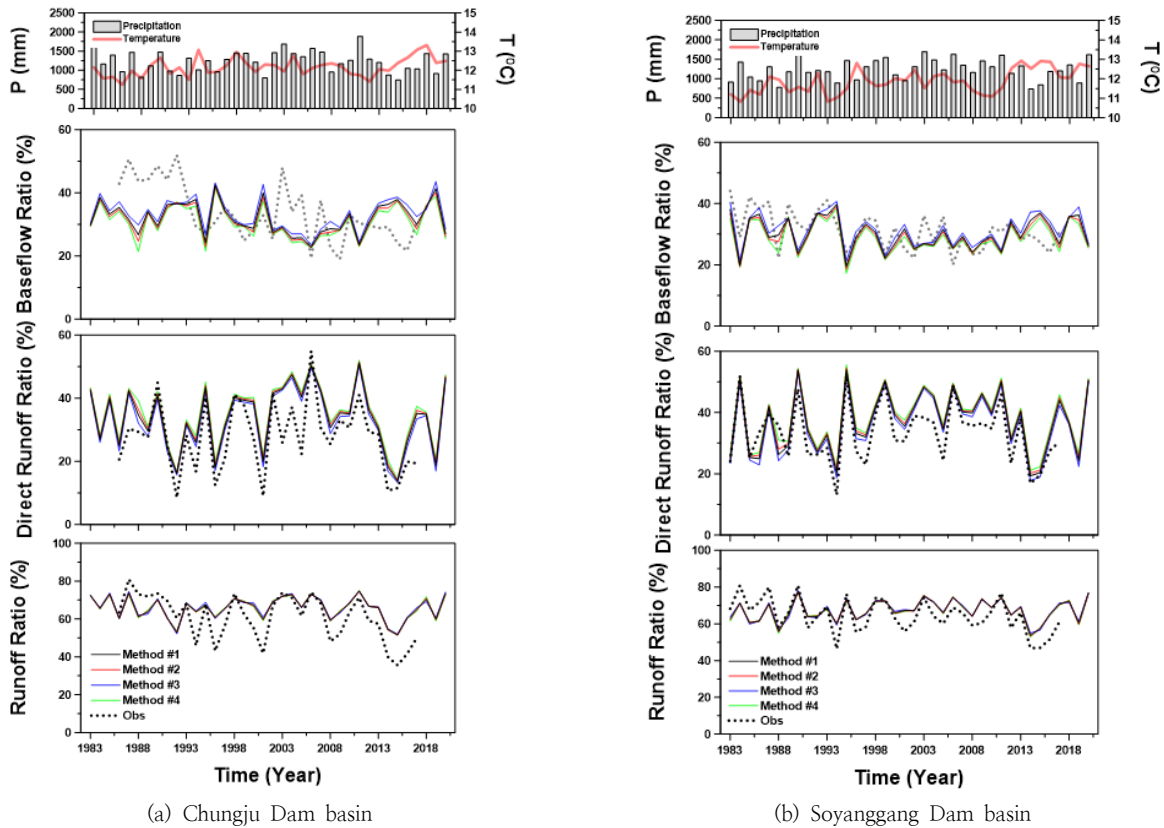 P (mm)
2500
2000
1500
1000
500
0
Precipitation
Temperature
15
14
13
12
11
10
T (⁰C)
Baseflow Ratio (%)
60
40
20
0
Direct Runoff Ratio (%)
60
40
20
0
Runoff Ratio (%)
100
80
60
40
20
0
Method #1
Method #2
Method #3
Method #4
Obs
1983 1988 1993 1998 2003 2008 2013 2018
Time (Year)
(a) Chungju Dam basin
P (mm)
2500
2000
1500
1000
500
0
Precipitation
Temperature
15
14
13
12
11
10
T (⁰C)
Baseflow Ratio (%)
60
40
20
0
Direct Runoff Ratio (%)
60
40
20
0
Runoff Ratio (%)
100
80
60
40
20
0
Method #1
Method #2
Method #3
Method #4
Obs
1983 1988 1993 1998 2003 2008 2013 2018
Time (Year)
(b) Soyanggang Dam basin